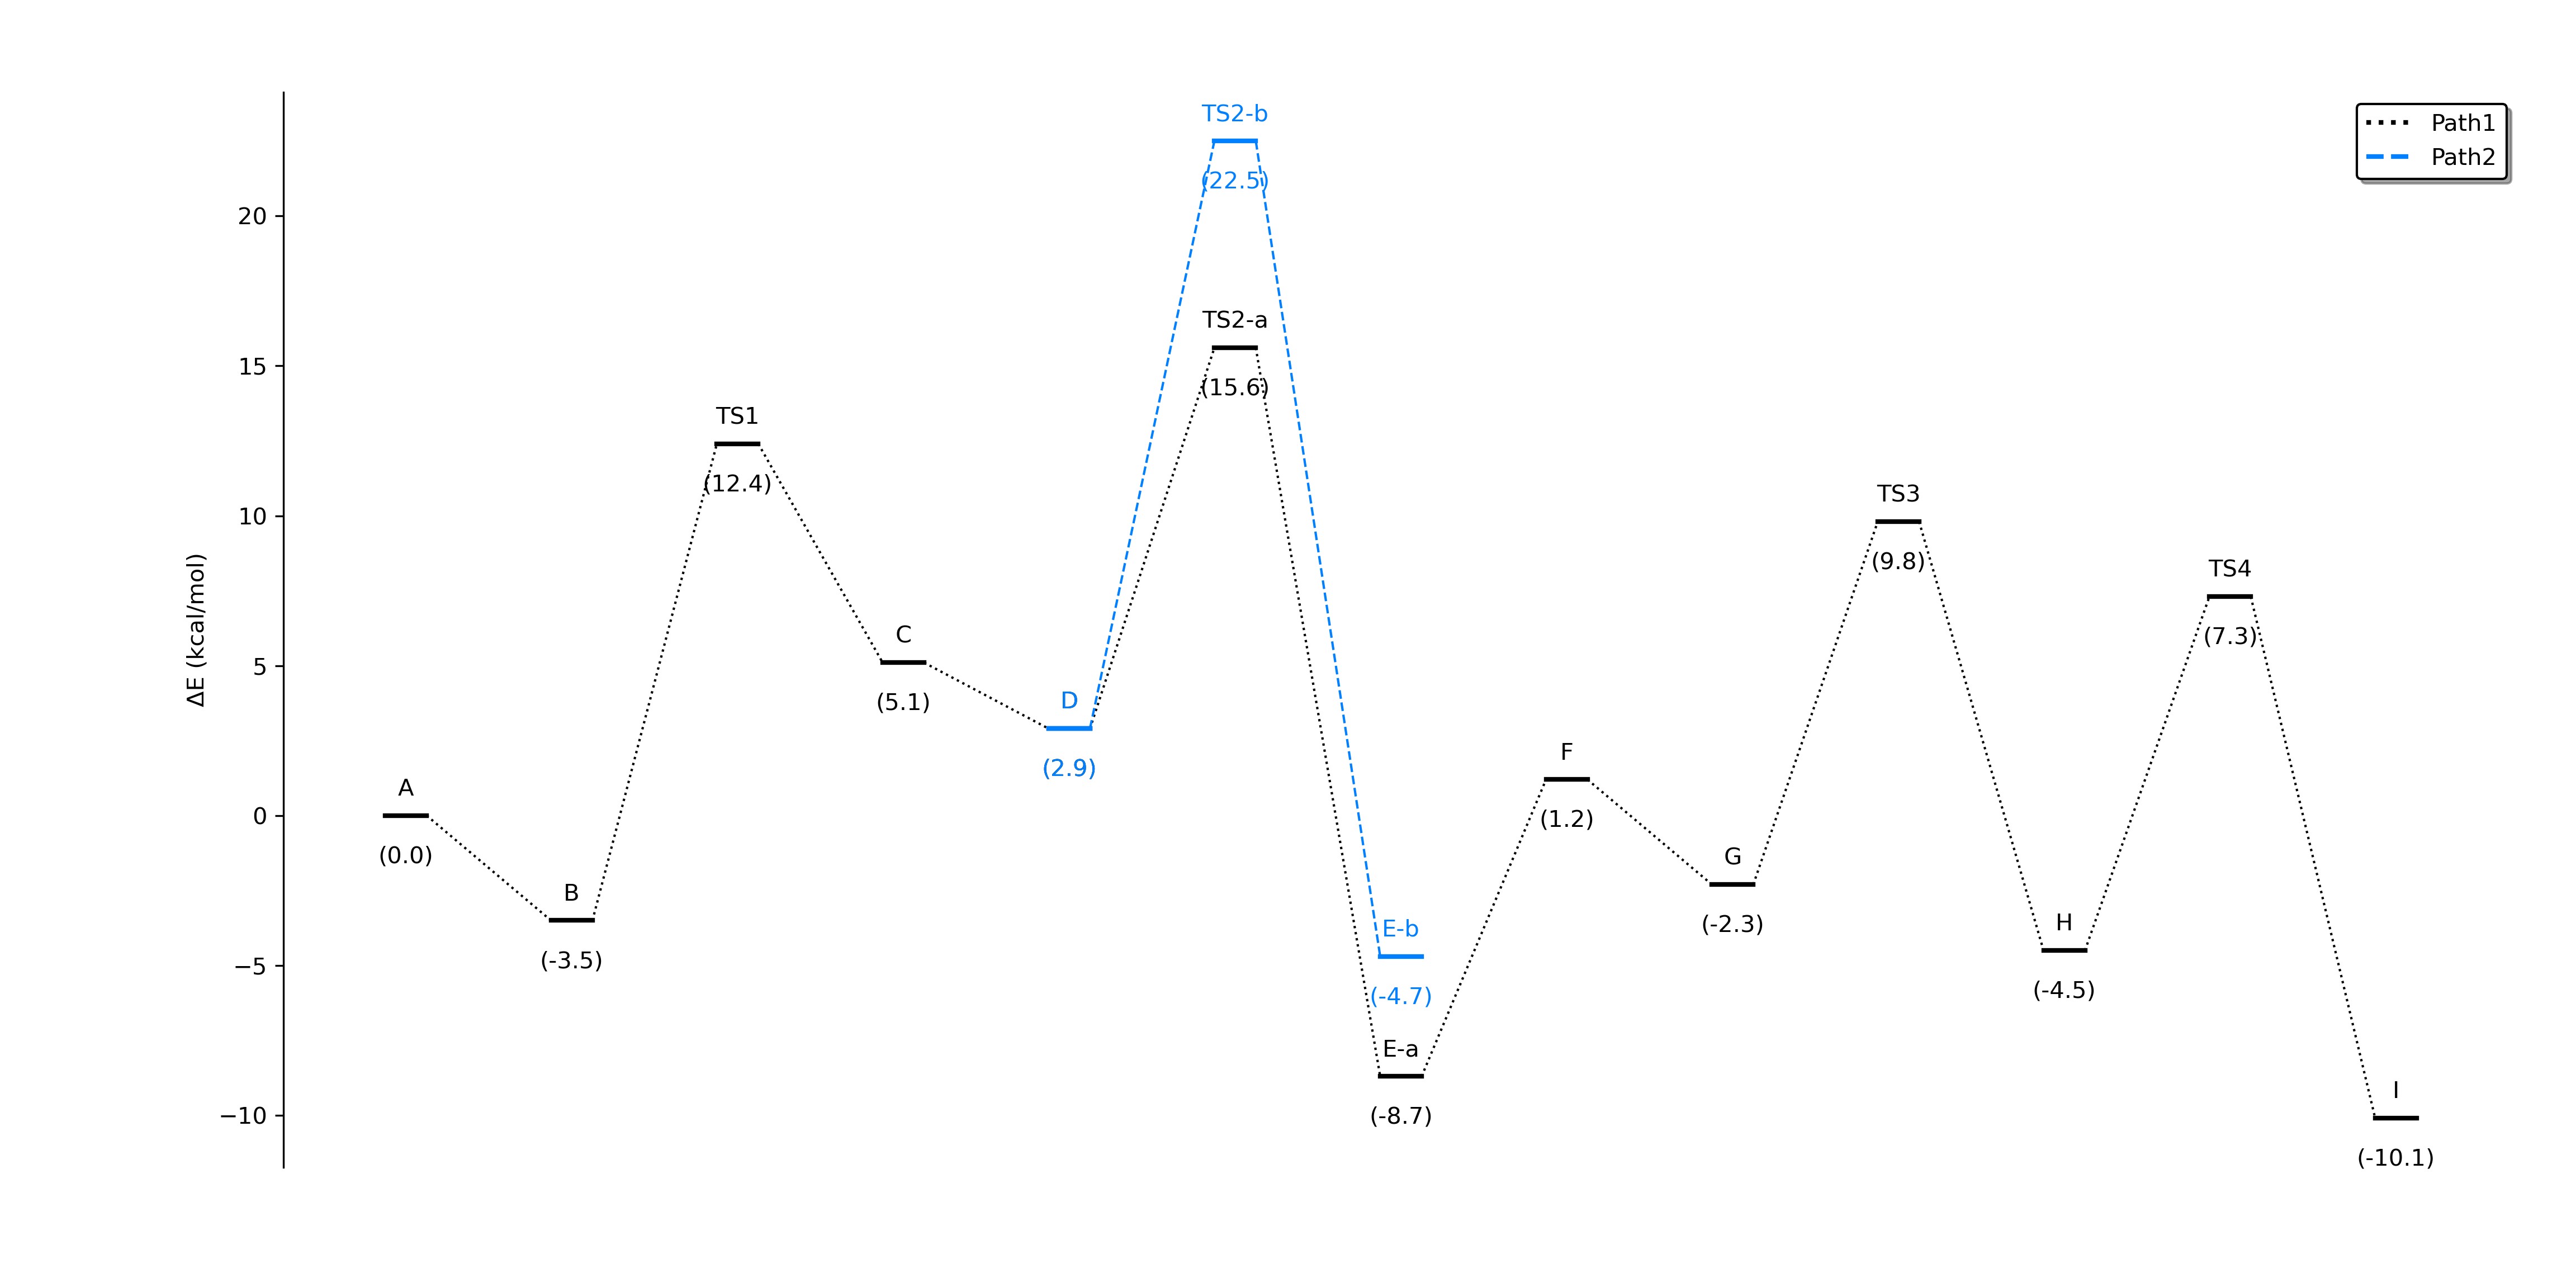 TS2-b
(22.5)
Path1
Path2
20
TS2-a
15
(15.6)
TS1
(12.4)
10
TS3
(9.8)
ΔE (kcal/mol)
TS4
(7.3)
C
5
(5.1)
D
(2.9)
F
(1.2)
A
0
(0.0)
G
(-2.3)
B
(-3.5)
E-b
(-4.7)
H
(-4.5)
−5
E-a
(-8.7)
−10
I
(-10.1)